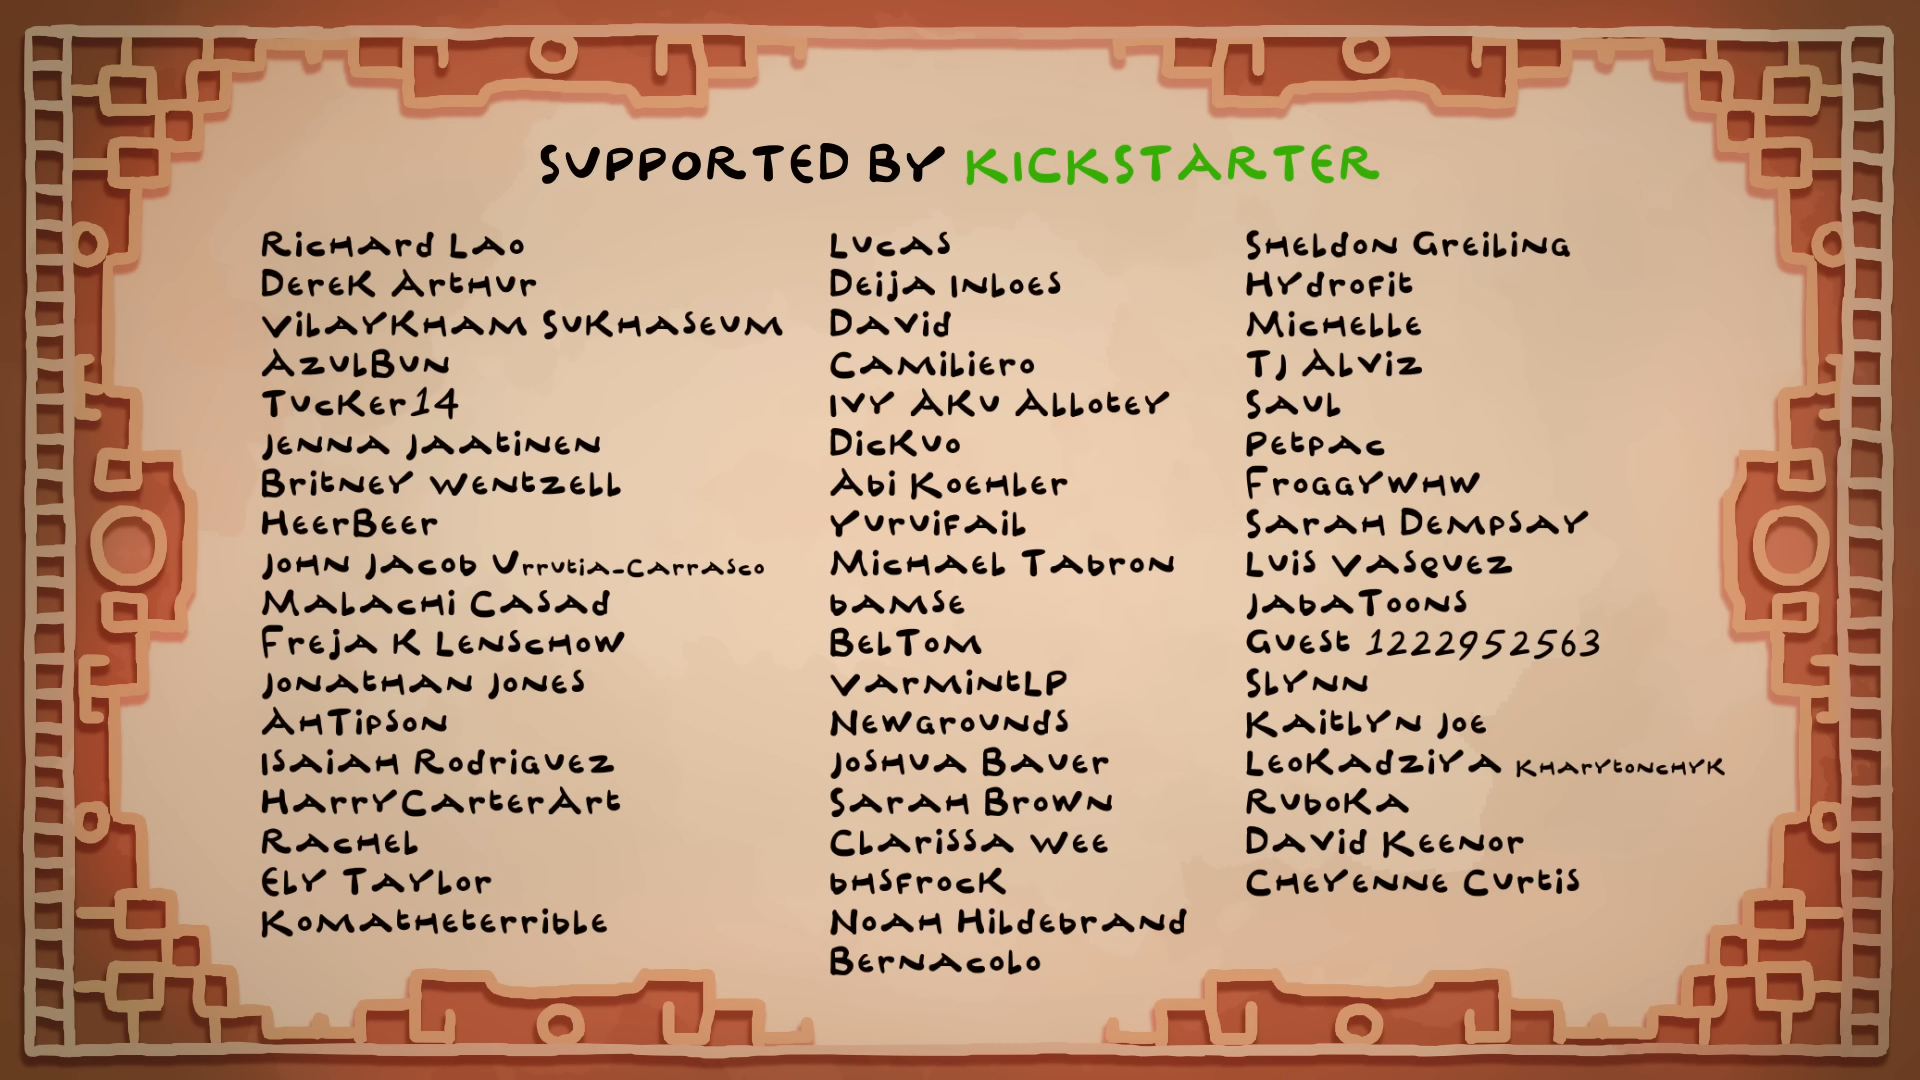 SUPPORTED BY KICKSTARTER
Richard Lao
Derek Arthur
Vilaykham Sukhaseum
AzulBun
Tucker14
Jenna Jaatinen
Britney Wentzell
HeerBeer
John Jacob Urrutia-Carrasco
Malachi Casad
Freja K Lenschow
Jonathan Jones
AhTipson
Isaiah Rodriguez
HarryCarterArt
Rachel
Ely Taylor
Komatheterrible
Lucas
Deija Inloes
David
Camiliero
Ivy Aku Allotey
Dickuo
Abi Koehler
Yuruifail
Michael Tabron
bamse
BelTom
VarmintLP
Newgrounds
Joshua Bauer
Sarah Brown
Clarissa Wee
bhsfrock
Noah Hildebrand
Bernacolo
Sheldon Greiling
Hydrofit
Michelle
TJ Alviz
Saul
Petpac
Froggywhw
Sarah Dempsay
Luis Vasquez
JabaToons
Guest 1222952563
Slynn
Kaitlyn Joe
Leokadziya Kharytonchyk
Ruboka
David Keenor
Cheyenne Curtis